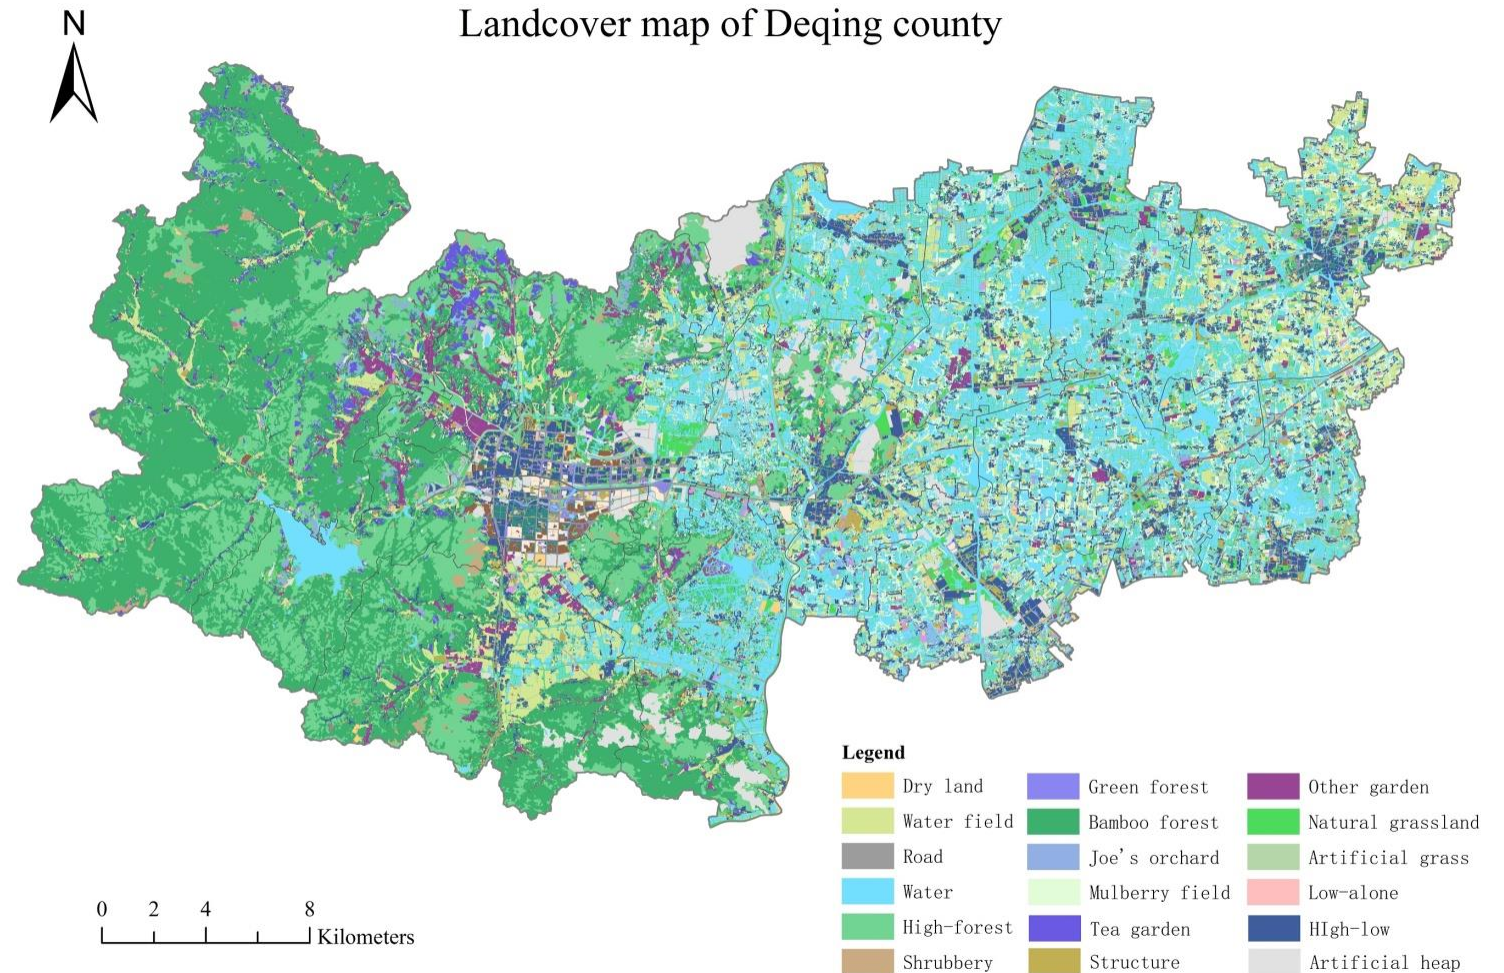 Landcover map of Deqing county
N
Legend
Dry land Green forest Other garden
Water field Bamboo forest Natural grassland
Road Joe's orchard Artificial grass
Water Mulberry field Low-alone
High-forest Tea garden HIgh-low
Shrubbery Structure Artificial heap
0 2 4 8
Kilometers